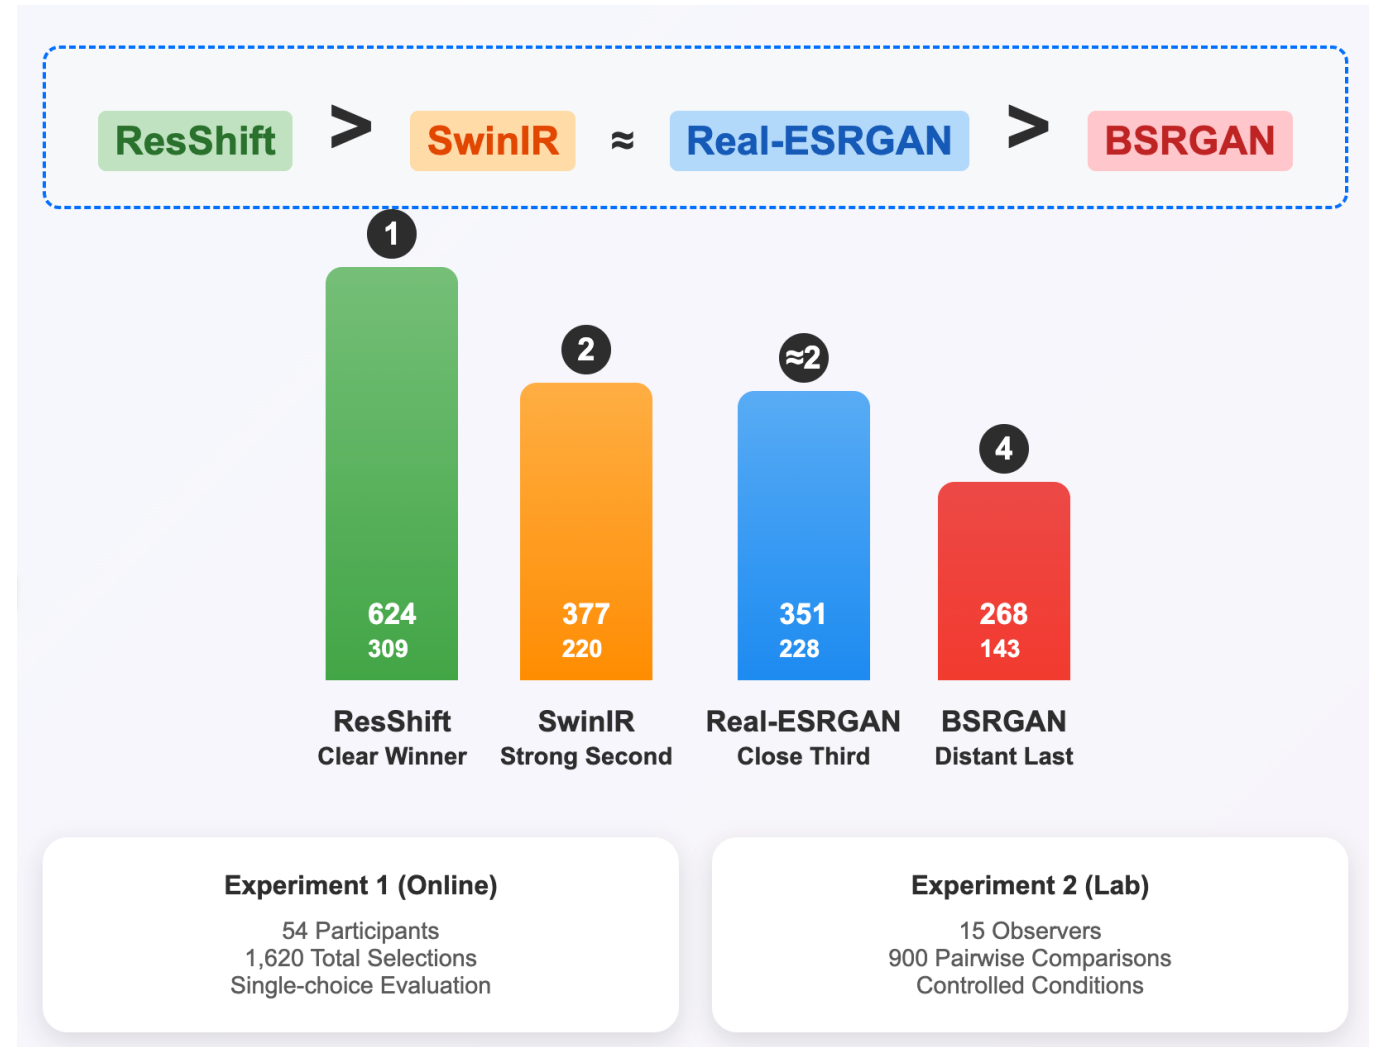 ResShift > SwinIR ≈ Real-ESRGAN > BSRGAN
1
2
≈2
4
624
309
377
220
351
228
268
143
ResShift
Clear Winner
SwinIR
Strong Second
Real-ESRGAN
Close Third
BSRGAN
Distant Last
Experiment 1 (Online)
54 Participants
1,620 Total Selections
Single-choice Evaluation
Experiment 2 (Lab)
15 Observers
900 Pairwise Comparisons
Controlled Conditions